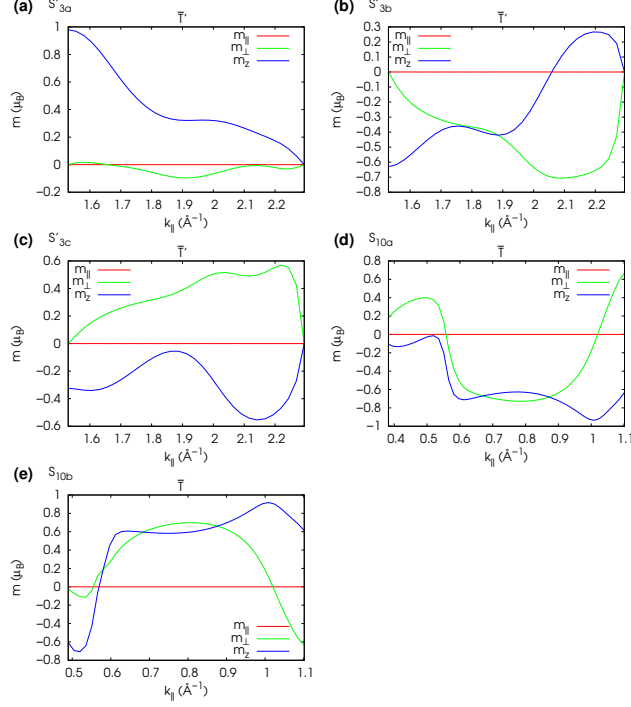 (a) S'3a T̅' (b) S'3b T̅'
m∥
m⊥
mz
1
0.8
0.6
0.4
0.2
0
−0.2
m (μB)
1.6 1.7 1.8 1.9 2 2.1 2.2
k∥ (Å⁻¹)
0.3
0.2
0.1
0
−0.1
−0.2
−0.3
−0.4
−0.5
−0.6
−0.7
−0.8
m (μB)
m∥
m⊥
mz
1.6 1.7 1.8 1.9 2 2.1 2.2
k∥ (Å⁻¹)
(c) S'3c T̅' (d) S10a T̅
m∥
m⊥
mz
0.6
0.4
0.2
0
−0.2
−0.4
−0.6
m (μB)
1.6 1.7 1.8 1.9 2 2.1 2.2
k∥ (Å⁻¹)
m∥
m⊥
mz
0.8
0.4
0
−0.4
−0.8
−1
m (μB)
0.4 0.5 0.6 0.7 0.8 0.9 1 1.1
k∥ (Å⁻¹)
(e) S10b T̅
1
0.8
0.6
0.4
0.2
0
−0.2
−0.4
−0.6
−0.8
m (μB)
m∥
m⊥
mz
0.5 0.6 0.7 0.8 0.9 1 1.1
k∥ (Å⁻¹)